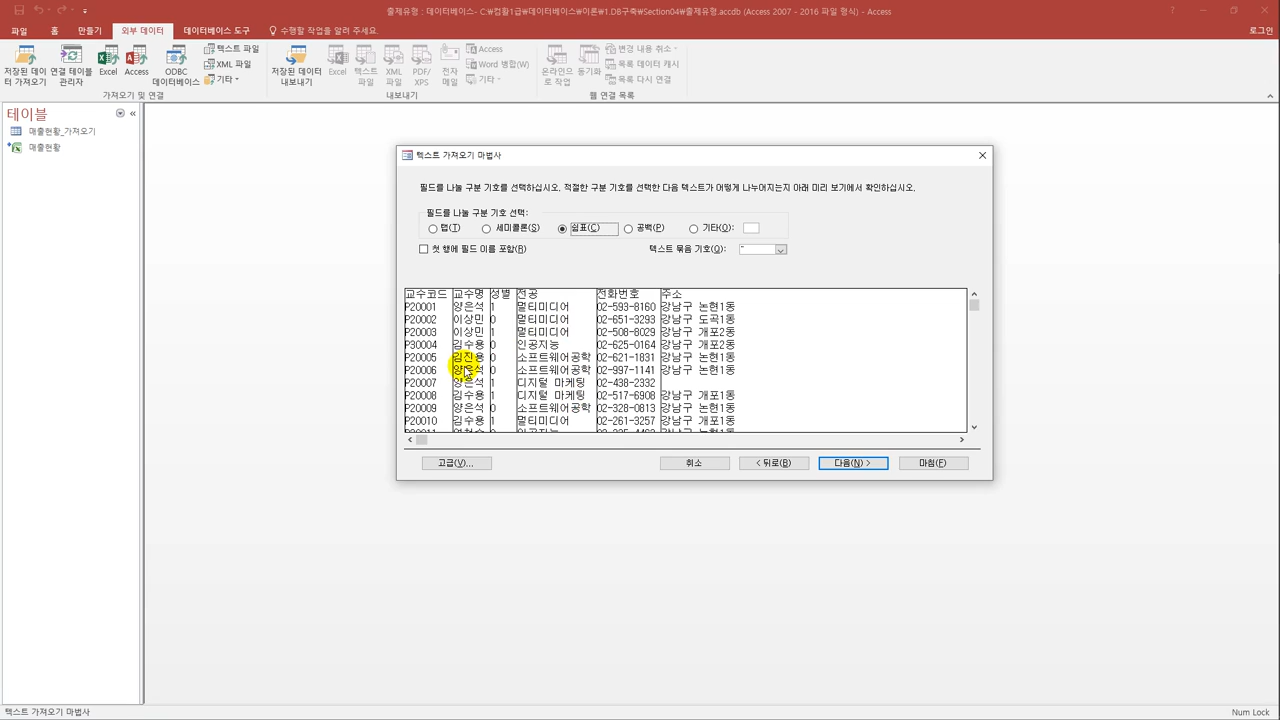 출제유형 : 데이터베이스- C:₩컴활1급₩데이터베이스₩이론₩1.DB구축₩Section04₩출제유형.accdb (Access 2007 - 2016 파일 형식) - Access
파일 홈 만들기 외부 데이터 데이터베이스 도구 수행할 작업을 알려 주세요. 로그인
저장된 데이터 가져오기
연결 테이블 관리자
Excel
Access
ODBC 데이터베이스
텍스트 파일
XML 파일
기타
가져오기 및 연결
저장된 데이터 내보내기
Excel
텍스트 파일
XML 파일
PDF/XPS
전자 메일
Access
Word 병합(W)
기타
내보내기
온라인으로 작업
동기화
변경 내용 취소
목록 데이터 캐시
목록 다시 연결
웹 연결 목록
테이블
매출현황_가져오기
매출현황
텍스트 가져오기 마법사
필드를 나눌 구분 기호를 선택하십시오. 적절한 구분 기호를 선택한 다음 텍스트가 어떻게 나누어지는지 아래 미리 보기에서 확인하십시오.
필드를 나눌 구분 기호 선택:
탭(T) 세미콜론(S) 쉼표(C) 공백(P) 기타(O):
첫 행에 필드 이름 포함(R) 텍스트 묶음 기호(Q): "
교수코드 교수명 성별 전공 전화번호 주소
P20001 양은석 1 멀티미디어 02-593-8160 강남구 논현1동
P20002 이상민 0 멀티미디어 02-651-3293 강남구 도곡1동
P20003 이상민 1 멀티미디어 02-508-8029 강남구 개포2동
P30004 김수용 0 인공지능 02-625-0164 강남구 개포2동
P20005 김진용 0 소프트웨어공학 02-621-1831 강남구 논현1동
P20006 양은석 0 소프트웨어공학 02-997-1141 강남구 논현1동
P20007 양은석 1 디지털 마케팅 02-438-2332
P20008 김수용 1 디지털 마케팅 02-517-6908 강남구 개포1동
P20009 양은석 0 소프트웨어공학 02-328-0813 강남구 논현1동
P20010 김수용 1 멀티미디어 02-261-3257 강남구 개포1동
고급(V)... 취소 < 뒤로(B) 다음(N) > 마침(F)
텍스트 가져오기 마법사
Num Lock